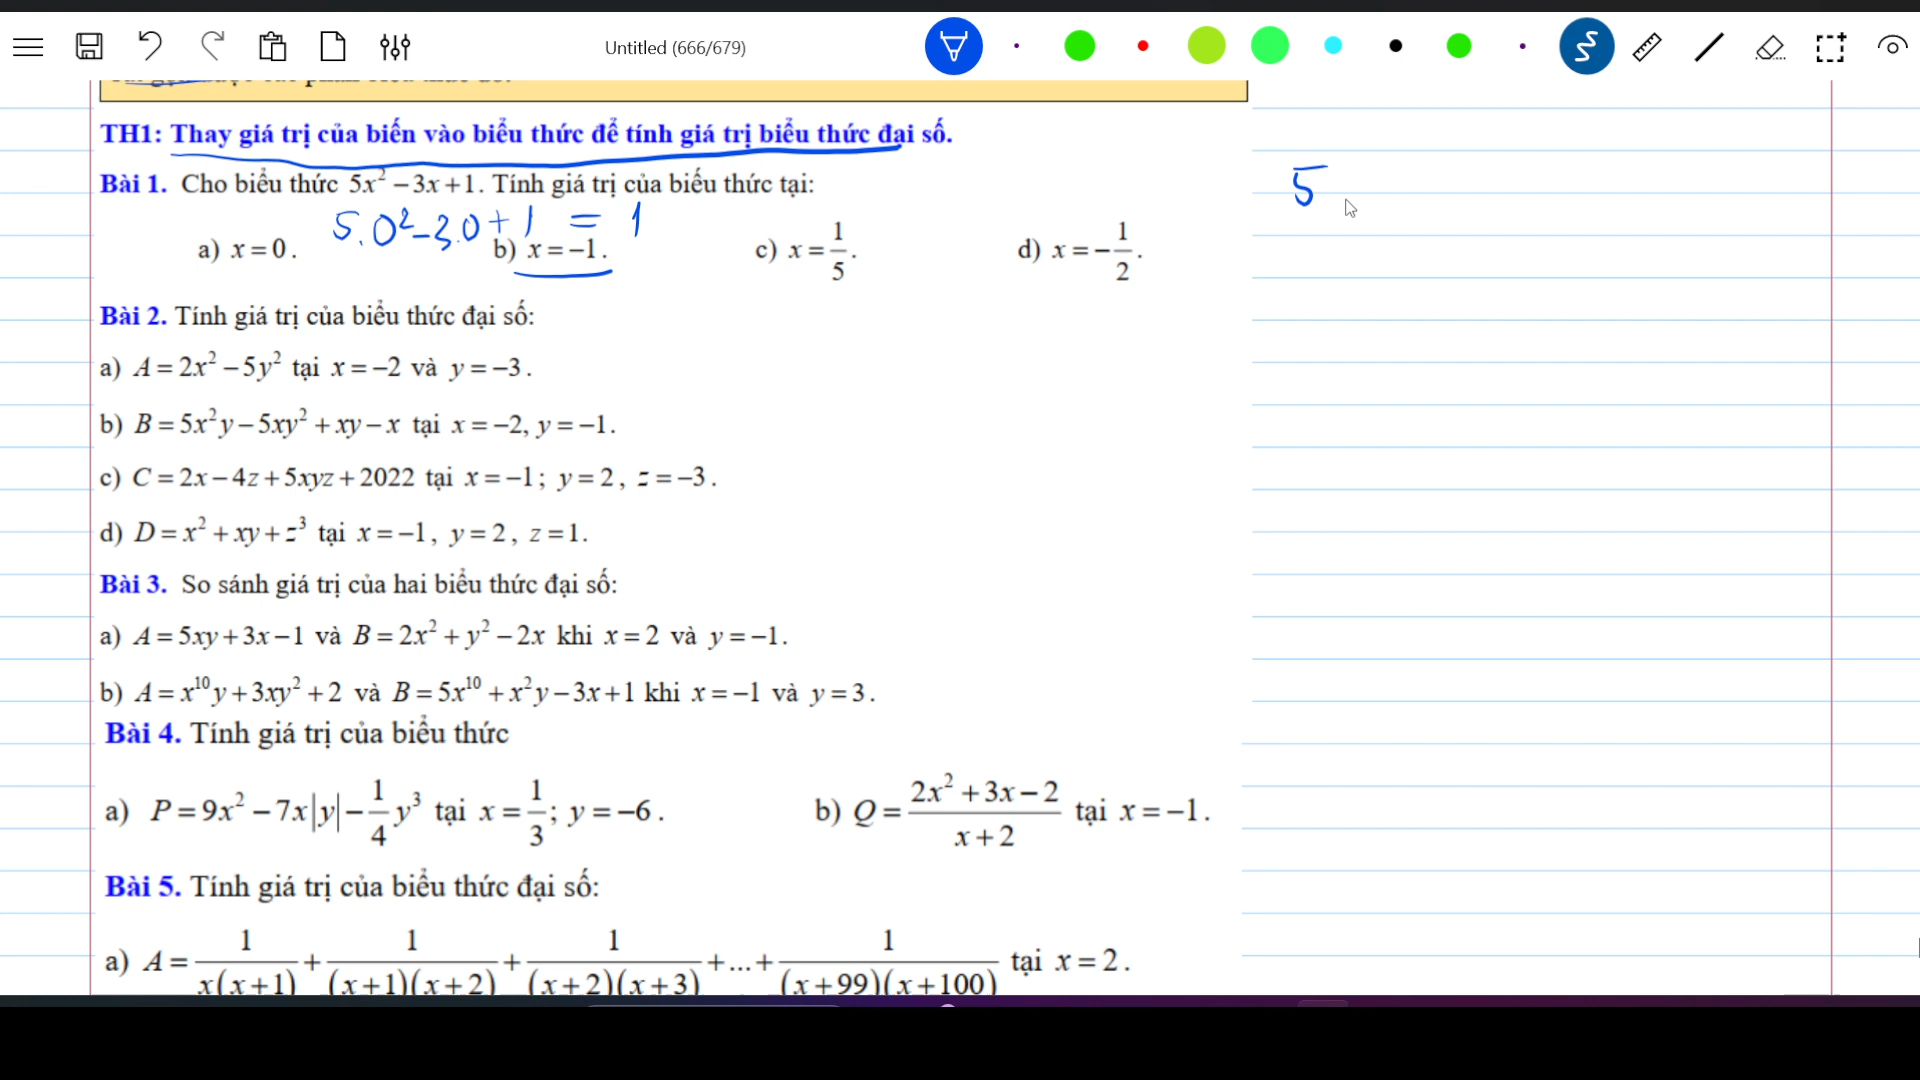 Untitled (666/679)
TH1: Thay giá trị của biến vào biểu thức để tính giá trị biểu thức đại số.
Bài 1. Cho biểu thức 5x² − 3x + 1. Tính giá trị của biểu thức tại:
5
5.0² − 3.0 + 1 = 1
a) x = 0. b) x = −1. c) x = 1/5. d) x = −1/2.
Bài 2. Tính giá trị của biểu thức đại số:
a) A = 2x² − 5y² tại x = −2 và y = −3.
b) B = 5x²y − 5xy² + xy − x tại x = −2, y = −1.
c) C = 2x − 4z + 5xyz + 2022 tại x = −1; y = 2, z = −3.
d) D = x² + xy + z³ tại x = −1, y = 2, z = 1.
Bài 3. So sánh giá trị của hai biểu thức đại số:
a) A = 5xy + 3x − 1 và B = 2x² + y² − 2x khi x = 2 và y = −1.
b) A = x¹⁰y + 3xy² + 2 và B = 5x¹⁰ + x²y − 3x + 1 khi x = −1 và y = 3.
Bài 4. Tính giá trị của biểu thức
a) P = 9x² − 7x|y| − 1/4 y³ tại x = 1/3; y = −6. b) Q = (2x² + 3x − 2)/(x + 2) tại x = −1.
Bài 5. Tính giá trị của biểu thức đại số:
a) A = 1/(x(x+1)) + 1/((x+1)(x+2)) + 1/((x+2)(x+3)) + ... + 1/((x+99)(x+100)) tại x = 2.